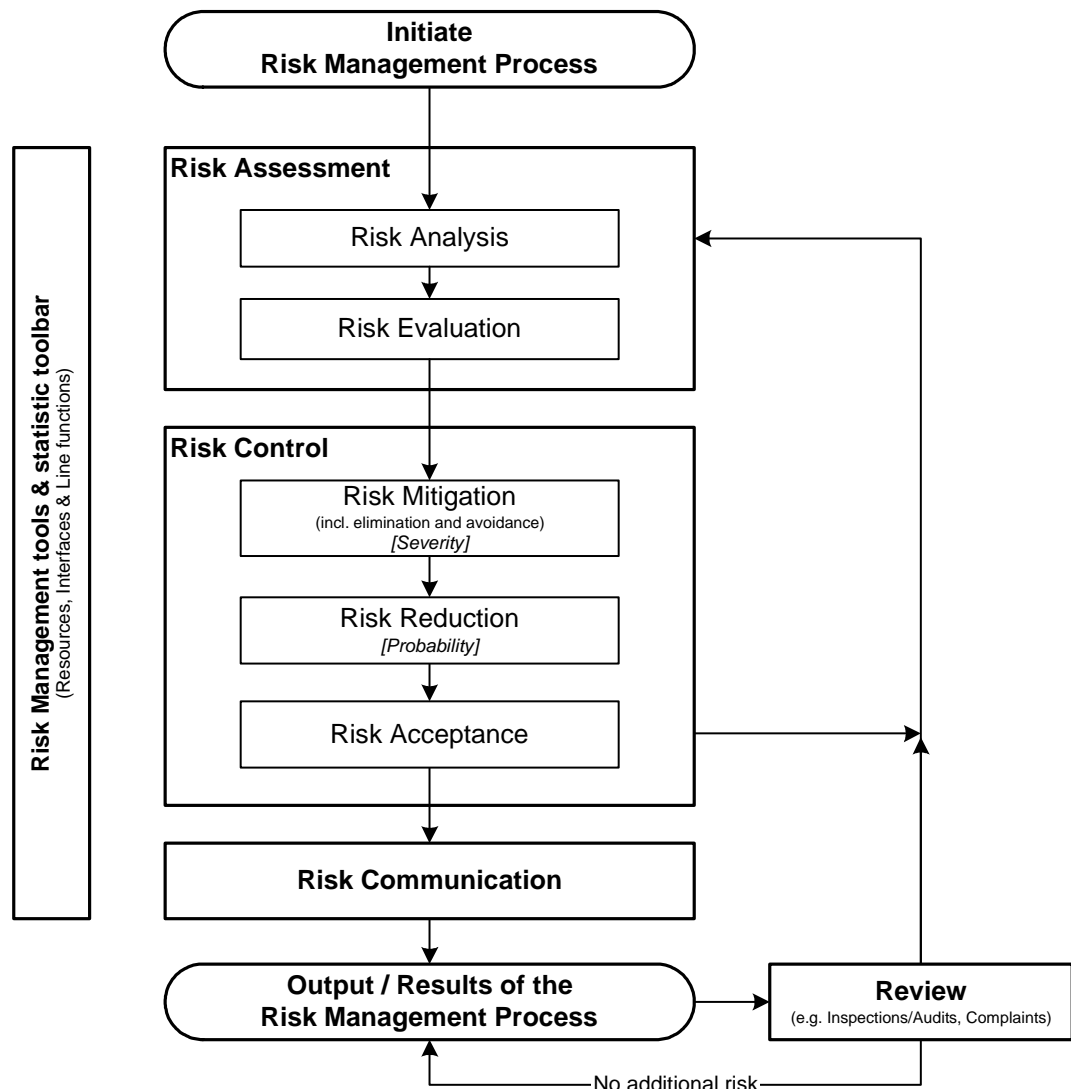 Initiate
Risk Management Process
Risk Management tools & statistic toolbar
(Resources, Interfaces & Line functions)
Risk Assessment
Risk Analysis
Risk Evaluation
Risk Control
Risk Mitigation
(incl. elimination and avoidance)
[Severity]
Risk Reduction
[Probability]
Risk Acceptance
Risk Communication
Output / Results of the
Risk Management Process
Review
(e.g. Inspections/Audits, Complaints)
No additional risk